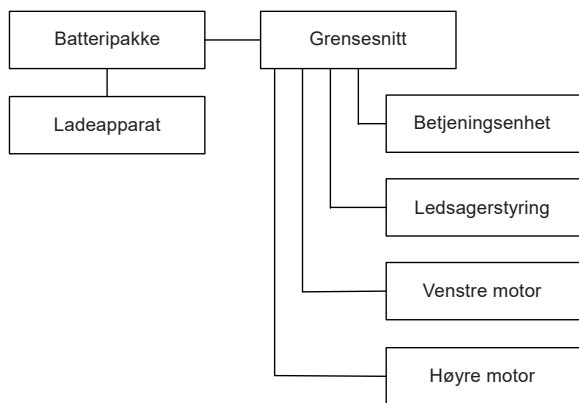 Batteripakke
Grensesnitt
Ladeapparat
Betjeningsenhet
Ledsagerstyring
Venstre motor
Høyre motor